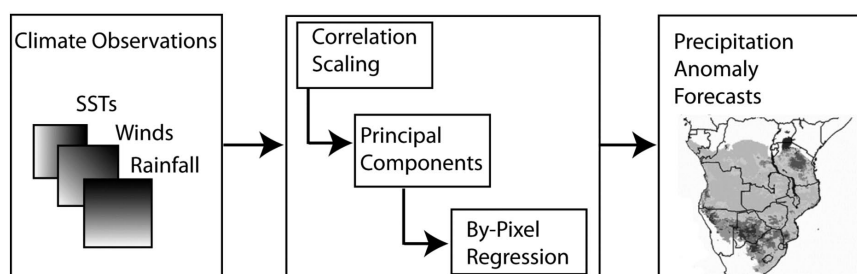 Climate Observations
SSTs
Winds
Rainfall
Correlation
Scaling
Principal
Components
By-Pixel
Regression
Precipitation
Anomaly
Forecasts